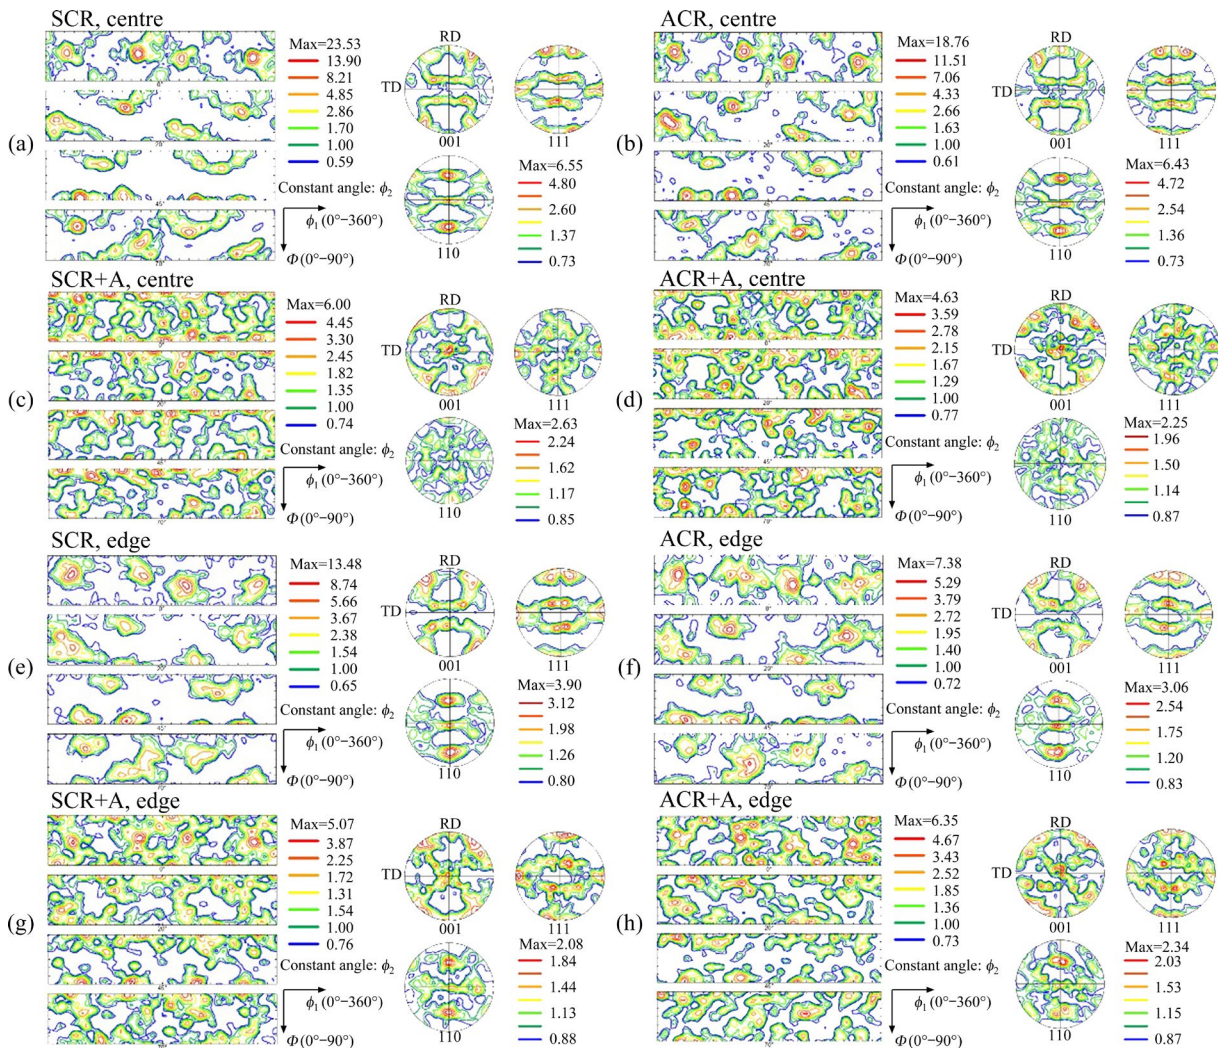 SCR, centre
Max=23.53
13.90
8.21
4.85
2.86
1.70
1.00
0.59
RD
TD
001
111
(a)
Max=6.55
4.80
2.60
1.37
0.73
Constant angle: ϕ2
ϕ1 (0°−360°)
Φ(0°−90°)
110
ACR, centre
Max=18.76
11.51
7.06
4.33
2.66
1.63
1.00
0.61
RD
TD
001
111
(b)
Max=6.43
4.72
2.54
1.36
0.73
Constant angle: ϕ2
ϕ1 (0°−360°)
Φ(0°−90°)
110
SCR+A, centre
Max=6.00
4.45
3.30
2.45
1.82
1.35
1.00
0.74
RD
TD
001
111
(c)
Max=2.63
2.24
1.62
1.17
0.85
Constant angle: ϕ2
ϕ1 (0°−360°)
Φ(0°−90°)
110
ACR+A, centre
Max=4.63
3.59
2.78
2.15
1.67
1.29
1.00
0.77
RD
TD
001
111
(d)
Max=2.25
1.96
1.50
1.14
0.87
Constant angle: ϕ2
ϕ1 (0°−360°)
Φ(0°−90°)
110
SCR, edge
Max=13.48
8.74
5.66
3.67
2.38
1.54
1.00
0.65
RD
TD
001
111
(e)
Max=3.90
3.12
1.98
1.26
0.80
Constant angle: ϕ2
ϕ1 (0°−360°)
Φ(0°−90°)
110
ACR, edge
Max=7.38
5.29
3.79
2.72
1.95
1.40
1.00
0.72
RD
TD
001
111
(f)
Max=3.06
2.54
1.75
1.20
0.83
Constant angle: ϕ2
ϕ1 (0°−360°)
Φ(0°−90°)
110
SCR+A, edge
Max=5.07
3.87
2.25
1.72
1.31
1.54
1.00
0.76
RD
TD
001
111
(g)
Max=2.08
1.84
1.44
1.13
0.88
Constant angle: ϕ2
ϕ1 (0°−360°)
Φ(0°−90°)
110
ACR+A, edge
Max=6.35
4.67
3.43
2.52
1.85
1.36
1.00
0.73
RD
TD
001
111
(h)
Max=2.34
2.03
1.53
1.15
0.87
Constant angle: ϕ2
ϕ1 (0°−360°)
Φ(0°−90°)
110